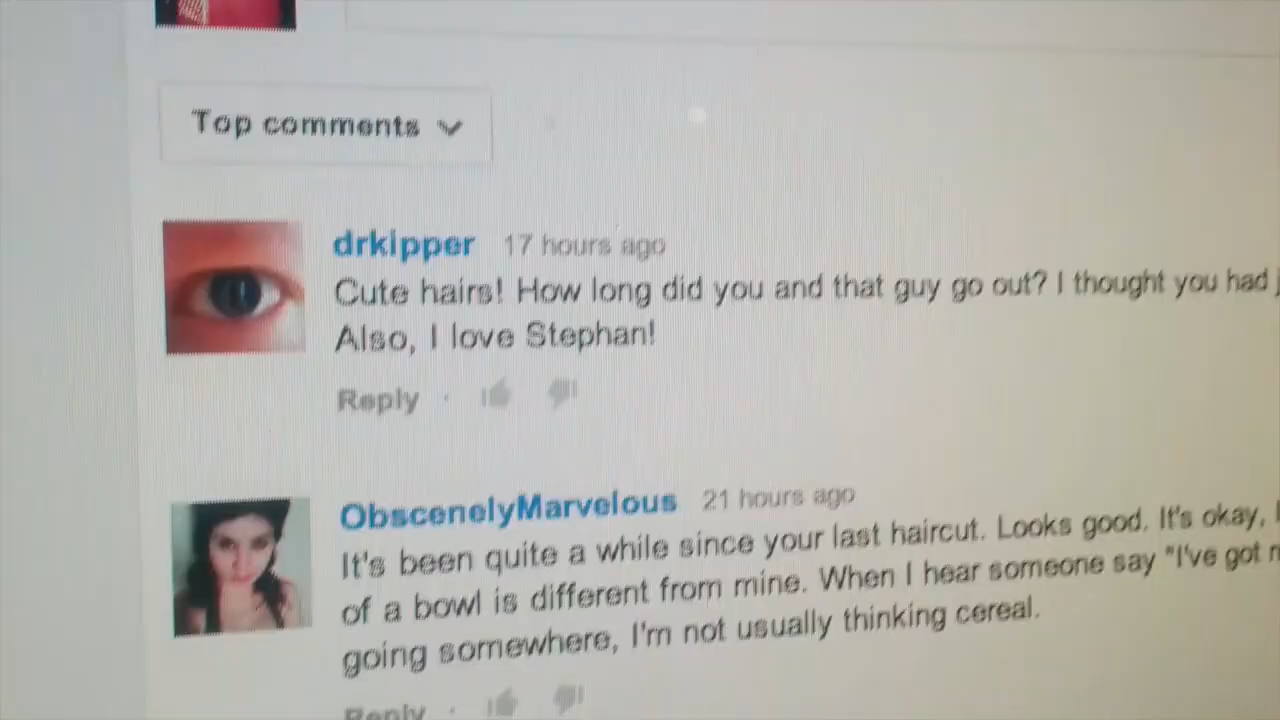 Top comments
drkipper 17 hours ago
Cute hairs! How long did you and that guy go out? I thought you had
Also, I love Stephan!
Reply
ObscenelyMarvelous 21 hours ago
It's been quite a while since your last haircut. Looks good. It's okay,
of a bowl is different from mine. When I hear someone say "I've got
going somewhere, I'm not usually thinking cereal.
Reply